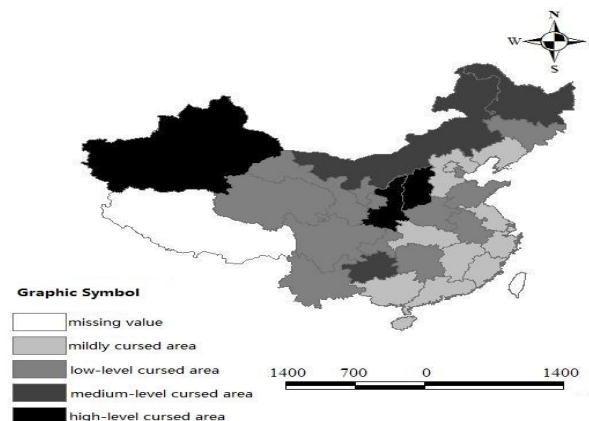 N
W E
S
Graphic Symbol
missing value
mildly cursed area
low-level cursed area
medium-level cursed area
high-level cursed area
1400 700 0 1400